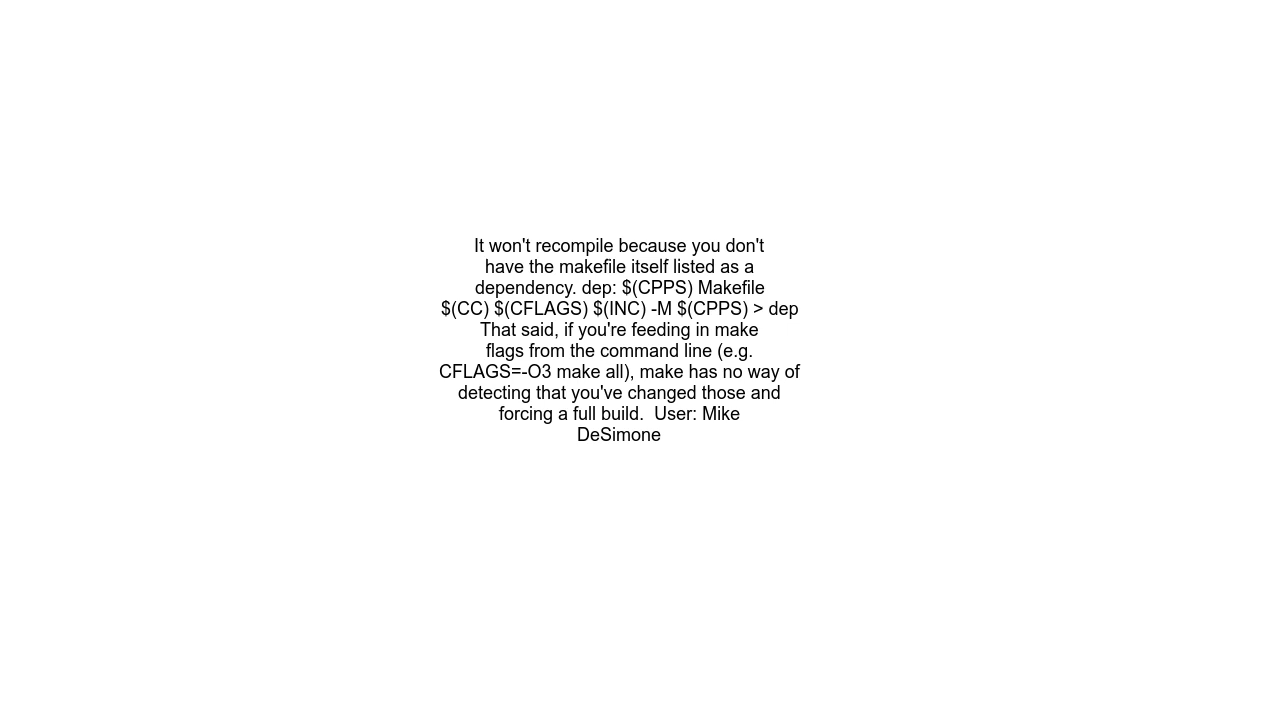 It won't recompile because you don't
have the makefile itself listed as a
dependency. dep: $(CPPS) Makefile
$(CC) $(CFLAGS) $(INC) -M $(CPPS) > dep
That said, if you're feeding in make
flags from the command line (e.g.
CFLAGS=-O3 make all), make has no way of
detecting that you've changed those and
forcing a full build.  User: Mike
DeSimone